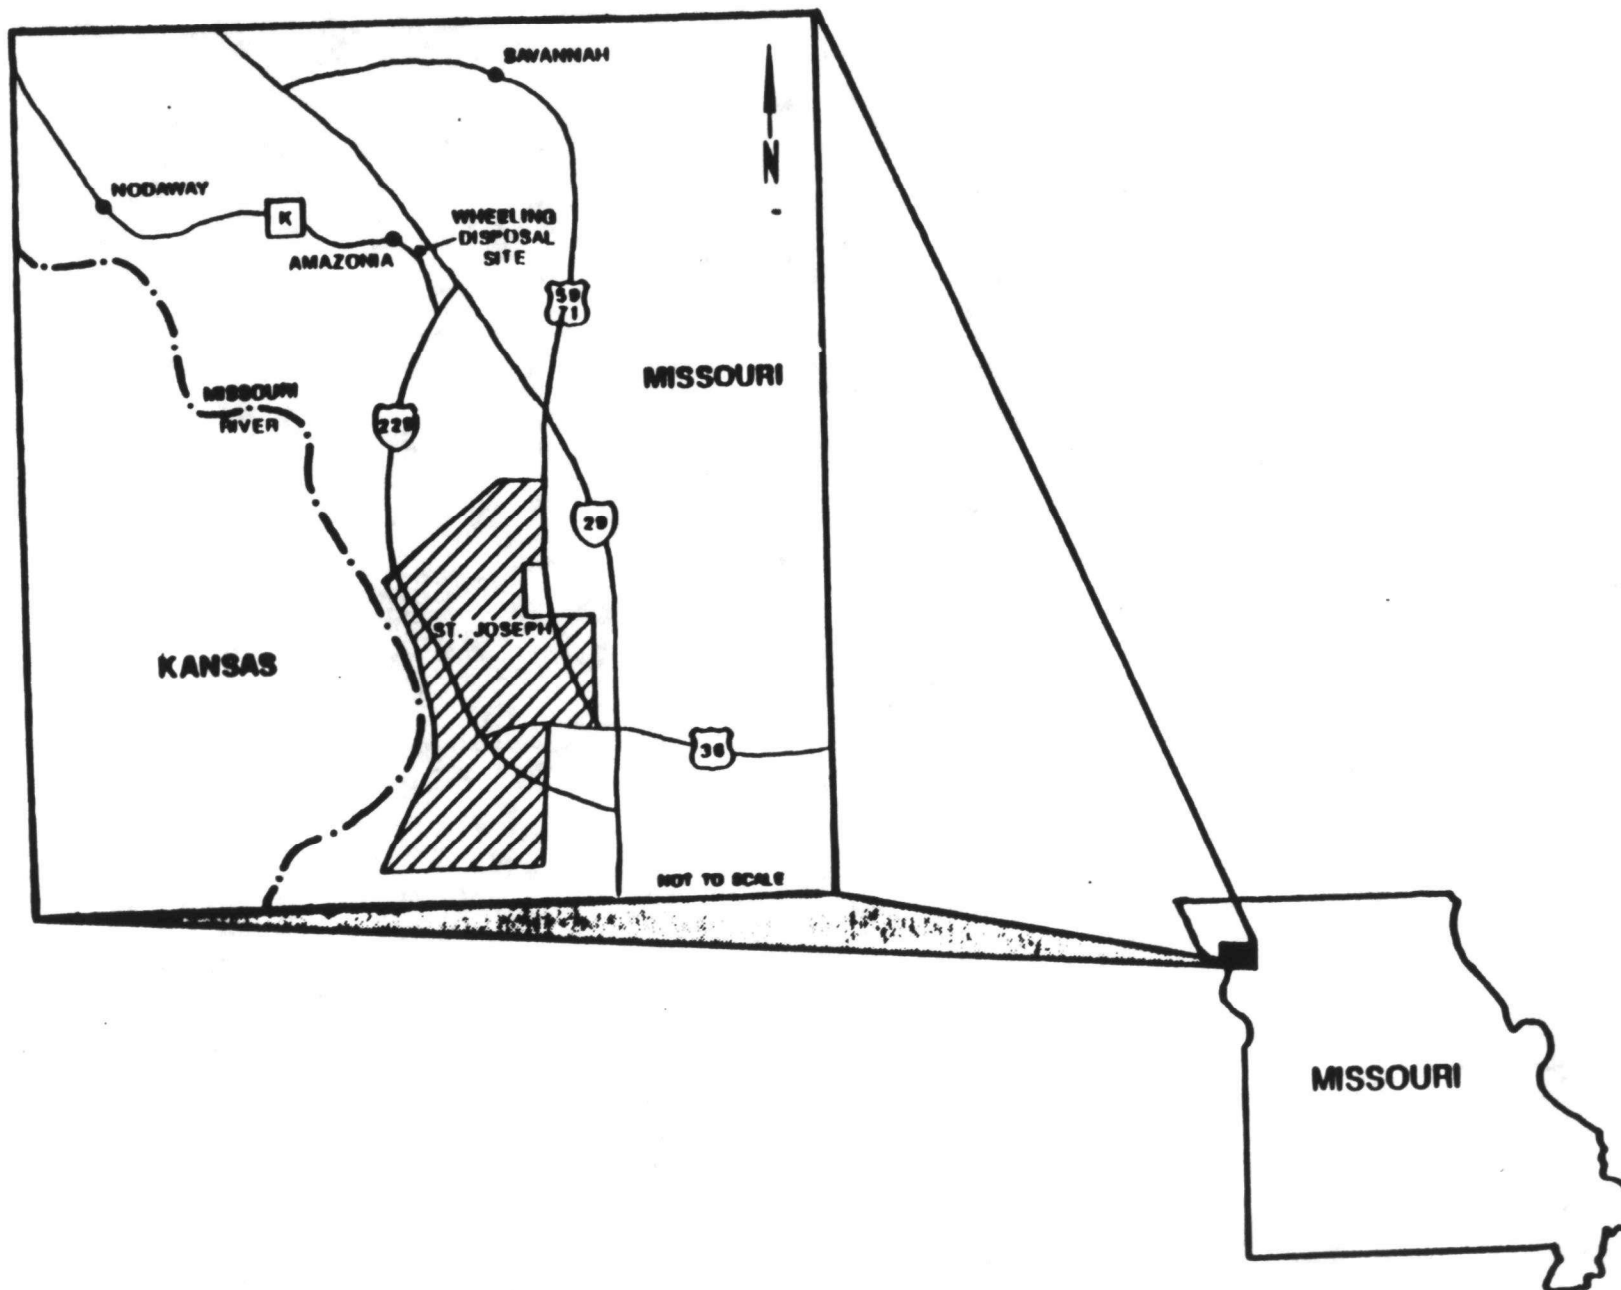 SAVANNAH
N
NODAWAY
K
WHEELING
DISPOSAL
SITE
AMAZONIA
59
71
MISSOURI
MISSOURI
RIVER
229
29
ST. JOSEPH
KANSAS
36
NOT TO SCALE
MISSOURI